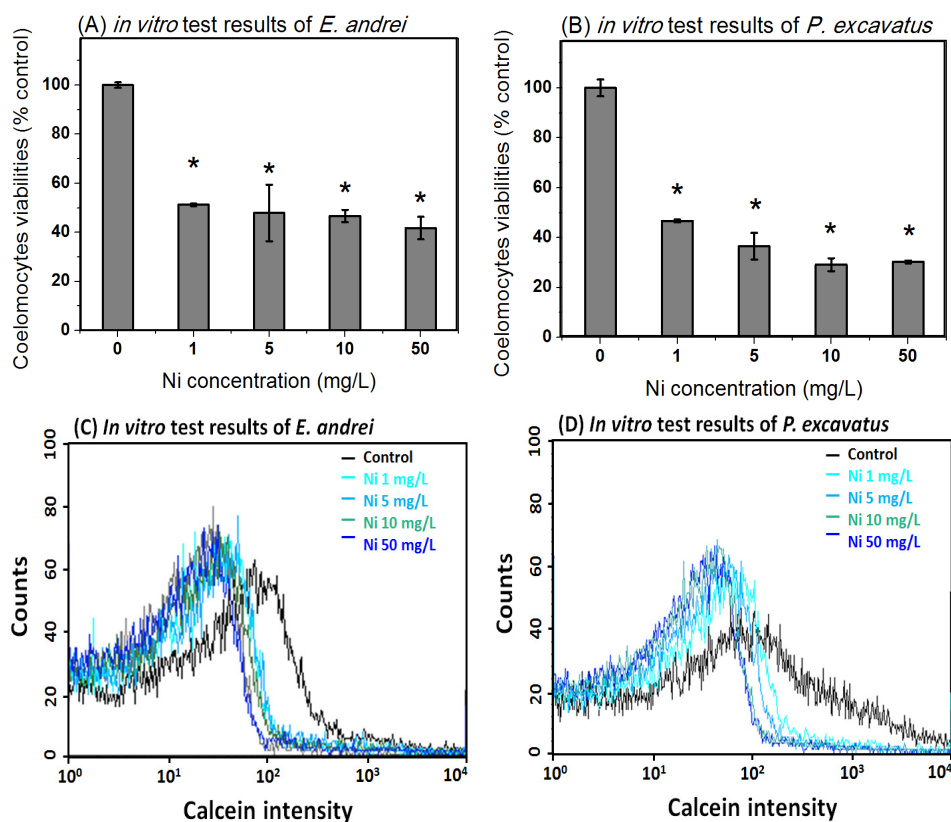 (A) in vitro test results of E. andrei
Coelomocytes viabilities (% control)
100
80
60
40
20
0
* * * *
0 1 5 10 50
Ni concentration (mg/L)
(B) in vitro test results of P. excavatus
Coelomocytes viabilities (% control)
100
80
60
40
20
0
* * * *
0 1 5 10 50
Ni concentration (mg/L)
(C) In vitro test results of E. andrei
Counts
100
80
60
40
20
0
Control
Ni 1 mg/L
Ni 5 mg/L
Ni 10 mg/L
Ni 50 mg/L
10⁰ 10¹ 10² 10³ 10⁴
Calcein intensity
(D) In vitro test results of P. excavatus
Counts
100
80
60
40
20
0
Control
Ni 1 mg/L
Ni 5 mg/L
Ni 10 mg/L
Ni 50 mg/L
10⁰ 10¹ 10² 10³ 10⁴
Calcein intensity